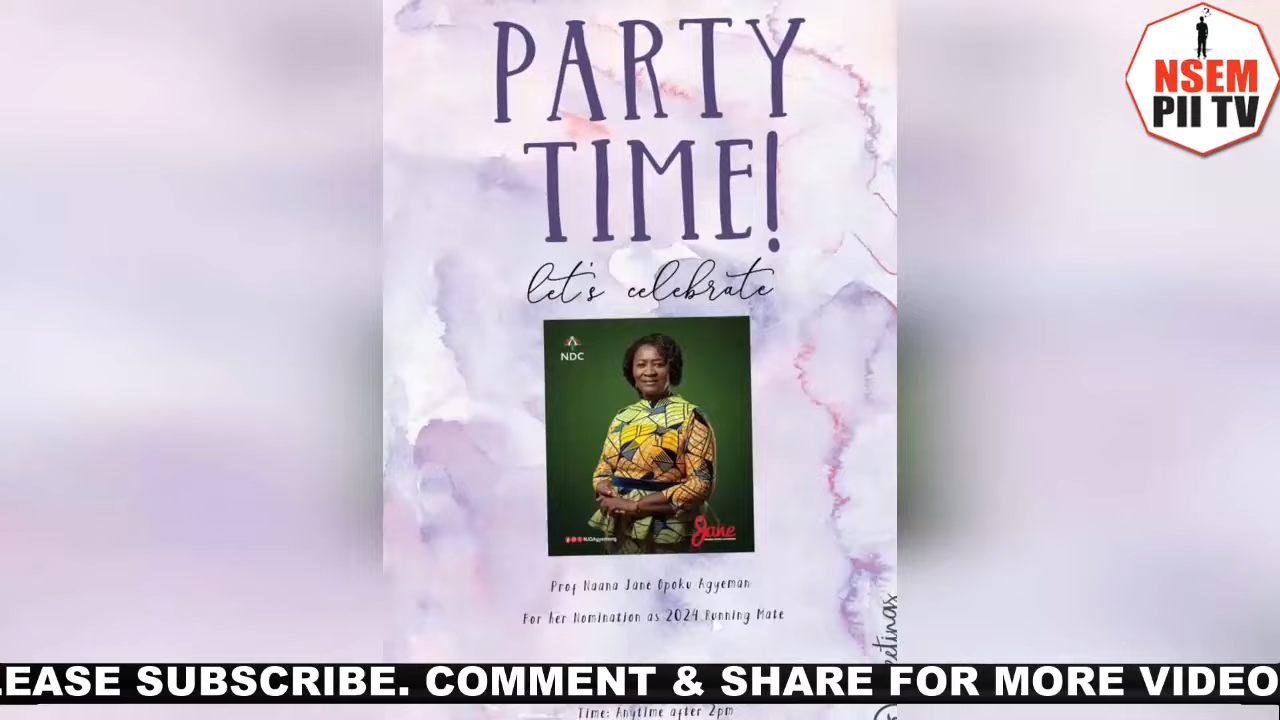 PARTY
TIME!
let's celebrate
NDC
Jane
Prof Naana Jane Opoku Agyeman
For her Nomination as 2024 Running Mate
Time: Anytime after 2pm
LEASE SUBSCRIBE. COMMENT & SHARE FOR MORE VIDEO
NSEM
PII TV